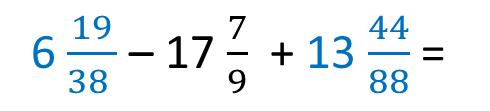 6 19/38 − 17 7/9 + 13 44/88 =